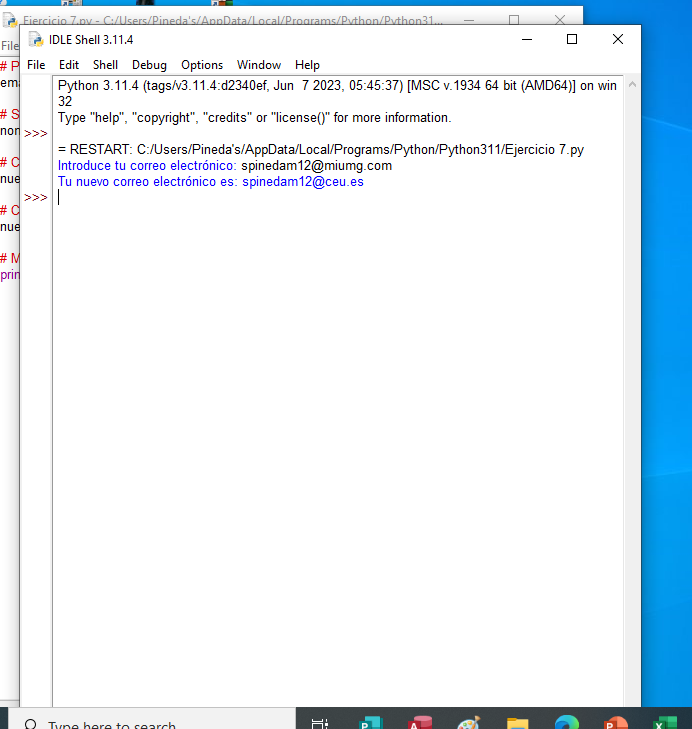 Ejercicio 7.py - C:/Users/Pineda's/AppData/Local/Programs/Python/Python31...
File
IDLE Shell 3.11.4
File Edit Shell Debug Options Window Help
Python 3.11.4 (tags/v3.11.4:d2340ef, Jun 7 2023, 05:45:37) [MSC v.1934 64 bit (AMD64)] on win
32
Type "help", "copyright", "credits" or "license()" for more information.
>>>
= RESTART: C:/Users/Pineda's/AppData/Local/Programs/Python/Python311/Ejercicio 7.py
Introduce tu correo electrónico: spinedam12@miumg.com
Tu nuevo correo electrónico es: spinedam12@ceu.es
>>>
# P
ema
# S
non
# C
nue
# C
nue
# M
prin
Type here to search